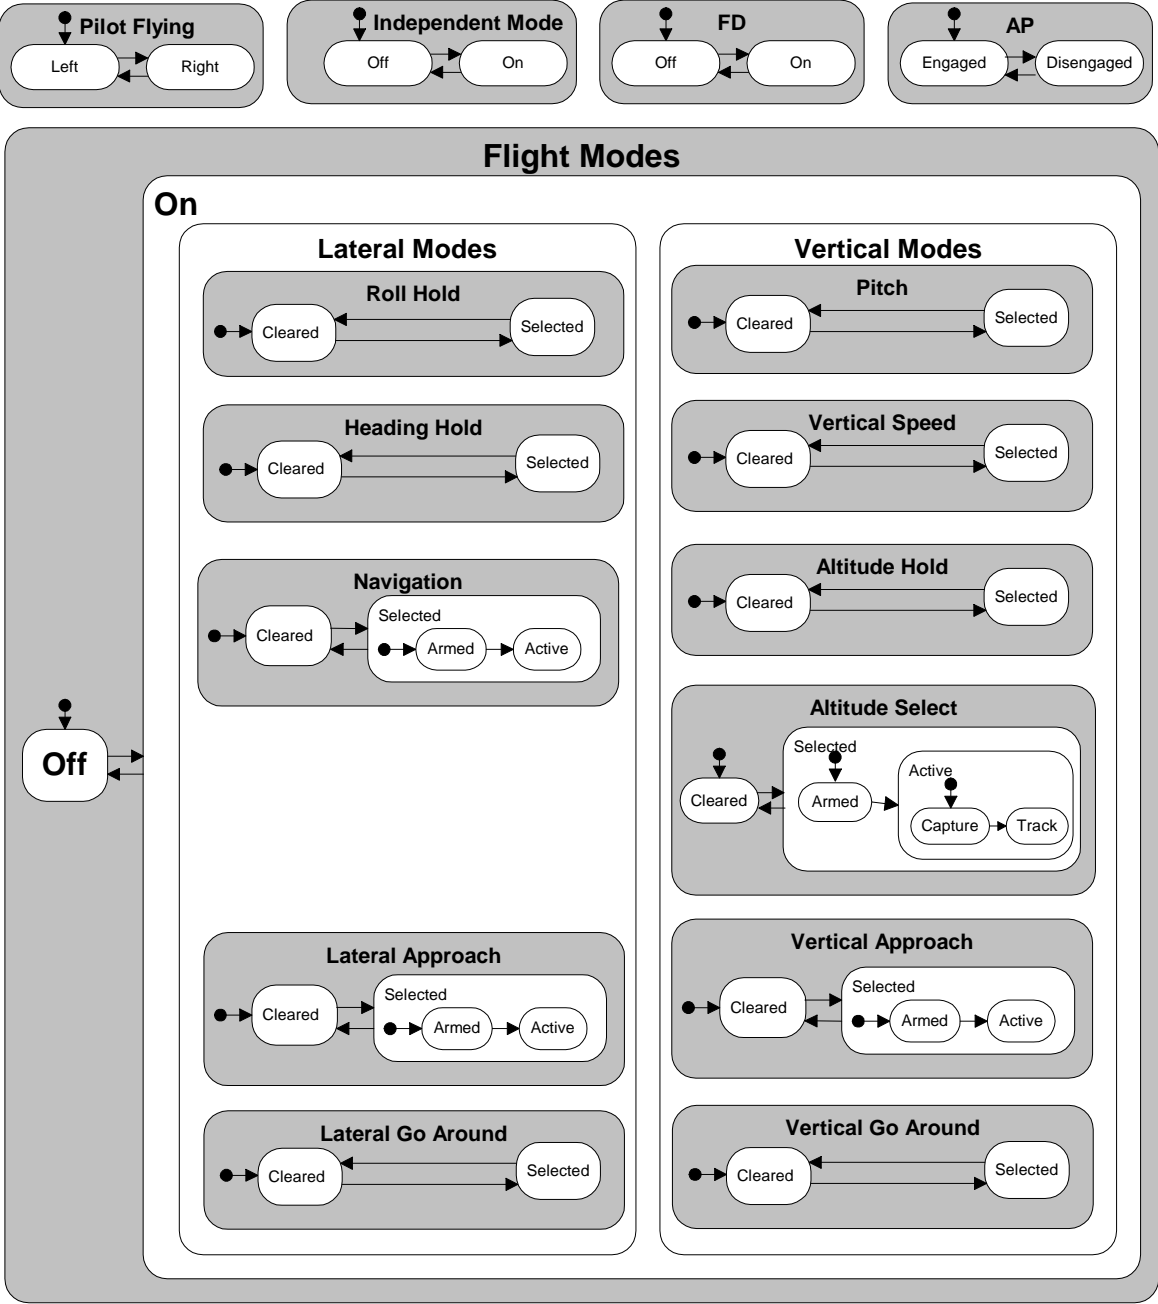 Pilot Flying
Left
Right
Independent Mode
Off
On
FD
Off
On
AP
Engaged
Disengaged
Flight Modes
On
Off
Lateral Modes
Roll Hold
Cleared
Selected
Heading Hold
Cleared
Selected
Navigation
Cleared
Selected
Armed
Active
Lateral Approach
Cleared
Selected
Armed
Active
Lateral Go Around
Cleared
Selected
Vertical Modes
Pitch
Cleared
Selected
Vertical Speed
Cleared
Selected
Altitude Hold
Cleared
Selected
Altitude Select
Cleared
Selected
Armed
Active
Capture
Track
Vertical Approach
Cleared
Selected
Armed
Active
Vertical Go Around
Cleared
Selected